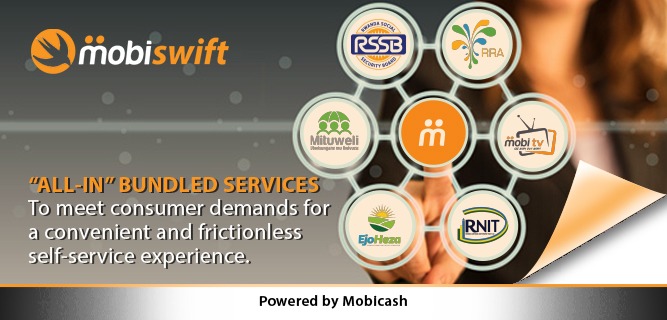 mobiswift
RWANDA SOCIAL
RSSB
SECURITY BOARD
RRA
Mituweli
mobi tv
EjoHeza
RNIT
"ALL-IN" BUNDLED SERVICES
To meet consumer demands for
a convenient and frictionless
self-service experience.
Powered by Mobicash